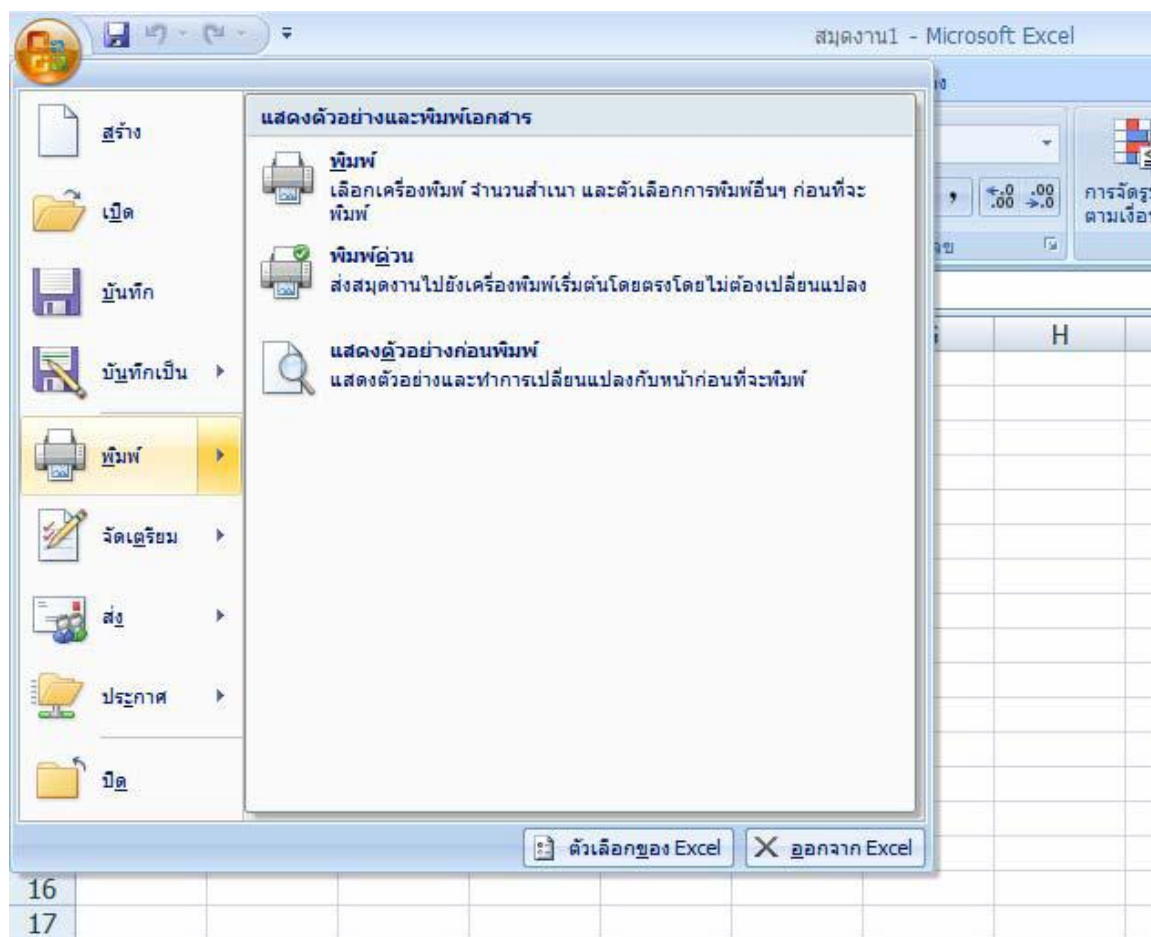 สมุดงาน1 - Microsoft Excel
สร้าง
เปิด
บันทึก
บันทึกเป็น
พิมพ์
จัดเตรียม
ส่ง
ประกาศ
ปิด
แสดงตัวอย่างและพิมพ์เอกสาร
พิมพ์
เลือกเครื่องพิมพ์ จำนวนสำเนา และตัวเลือกการพิมพ์อื่นๆ ก่อนที่จะ
พิมพ์
พิมพ์ด่วน
ส่งสมุดงานไปยังเครื่องพิมพ์เริ่มต้นโดยตรงโดยไม่ต้องเปลี่ยนแปลง
แสดงตัวอย่างก่อนพิมพ์
แสดงตัวอย่างและทำการเปลี่ยนแปลงกับหน้าก่อนที่จะพิมพ์
.0 .00
.00 .0
H
ตัวเลือกของ Excel
ออกจาก Excel
16
17